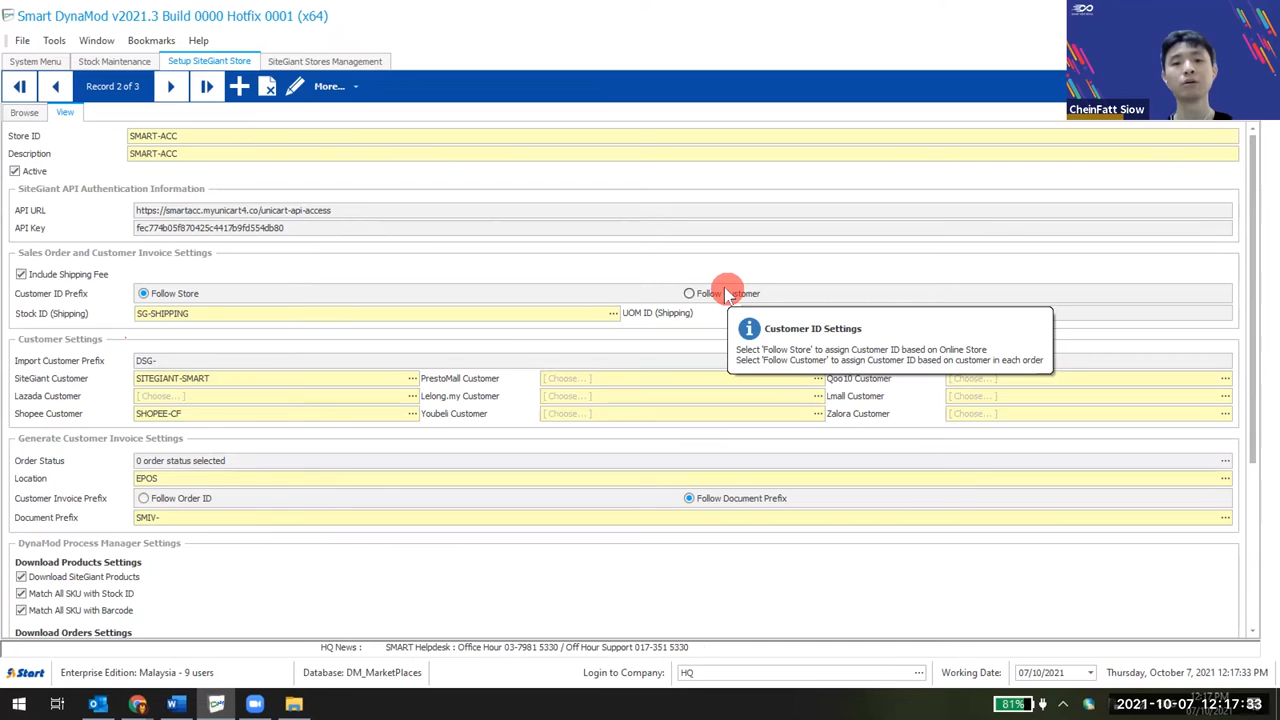 Smart DynaMod v2021.3 Build 0000 Hotfix 0001 (x64)
File Tools Window Bookmarks Help
System Menu Stock Maintenance Setup SiteGiant Store SiteGiant Stores Management
Record 2 of 3 More...
CheinFatt Siow
Browse View
Store ID SMART-ACC
Description SMART-ACC
Active
SiteGiant API Authentication Information
API URL https://smartacc.myunicart4.co/unicart-api-access
API Key fec774b05f870425c4417b9fd554db80
Sales Order and Customer Invoice Settings
Include Shipping Fee
Customer ID Prefix Follow Store Follow Customer
Stock ID (Shipping) SG-SHIPPING ... UOM ID (Shipping)
Customer ID Settings
Select 'Follow Store' to assign Customer ID based on Online Store
Select 'Follow Customer' to assign Customer ID based on customer in each order
Customer Settings
Import Customer Prefix DSG-
SiteGiant Customer SITEGIANT-SMART ... PrestoMall Customer [ Choose... ] ... Qoo10 Customer [ Choose... ] ...
Lazada Customer [ Choose... ] ... Lelong.my Customer [ Choose... ] ... Lmall Customer [ Choose... ] ...
Shopee Customer SHOPEE-CF ... Youbeli Customer [ Choose... ] ... Zalora Customer [ Choose... ] ...
Generate Customer Invoice Settings
Order Status 0 order status selected ...
Location EPOS ...
Customer Invoice Prefix Follow Order ID Follow Document Prefix
Document Prefix SMIV- ...
DynaMod Process Manager Settings
Download Products Settings
Download SiteGiant Products
Match All SKU with Stock ID
Match All SKU with Barcode
Download Orders Settings
HQ News : SMART Helpdesk : Office Hour 03-7981 5330 / Off Hour Support 017-351 5330
Start Enterprise Edition: Malaysia - 9 users Database: DM_MarketPlaces Login to Company: HQ ... Working Date: 07/10/2021 Thursday, October 7, 2021 12:17:33 PM
81% 2021-10-07 12:17:33